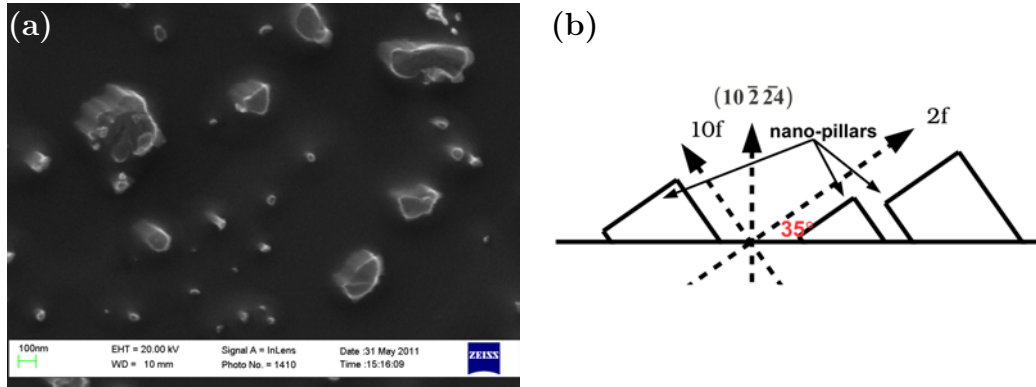 (a)
100nm
EHT = 20.00 kV
Signal A = InLens
Date :31 May 2011
WD = 10 mm
Photo No. = 1410
Time :15:16:09
ZEISS
(b)
(10 2̄ 2̄4)
10f
nano-pillars
2f
35°